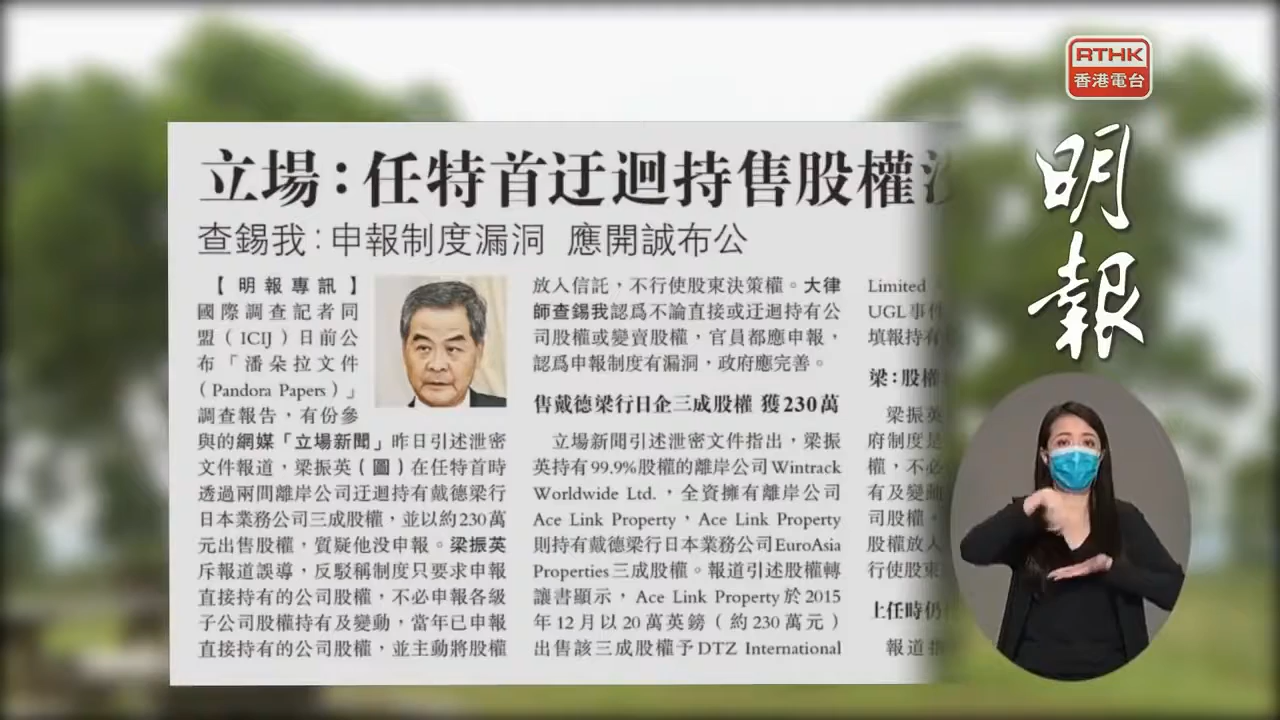 RTHK
香港電台
明報
立場：任特首迂迴持售股權
查錫我：申報制度漏洞 應開誠布公
【明報專訊】
國際調查記者同
盟（ICIJ）日前公
布「潘朵拉文件
（Pandora Papers）」
調查報告，有份參
與的網媒「立場新聞」昨日引述泄密
文件報道，梁振英（圖）在任特首時
透過兩間離岸公司迂迴持有戴德梁行
日本業務公司三成股權，並以約230萬
元出售股權，質疑他沒申報。梁振英
斥報道誤導，反駁稱制度只要求申報
直接持有的公司股權，不必申報各級
子公司股權持有及變動，當年已申報
直接持有的公司股權，並主動將股權
放入信託，不行使股東決策權。大律
師查錫我認為不論直接或迂迴持有公
司股權或變賣股權，官員都應申報，
認為申報制度有漏洞，政府應完善。
售戴德梁行日企三成股權 獲230萬
立場新聞引述泄密文件指出，梁振
英持有99.9%股權的離岸公司Wintrack
Worldwide Ltd.，全資擁有離岸公司
Ace Link Property，Ace Link Property
則持有戴德梁行日本業務公司EuroAsia
Properties三成股權。報道引述股權轉
讓書顯示，Ace Link Property於2015
年12月以20萬英鎊（約230萬元）
出售該三成股權予DTZ International
Limited
UGL事件
填報持有
梁：股權
梁振英
府制度是
權，不必
有及變動
司股權。
股權放入
行使股東
上任時仍
報道指